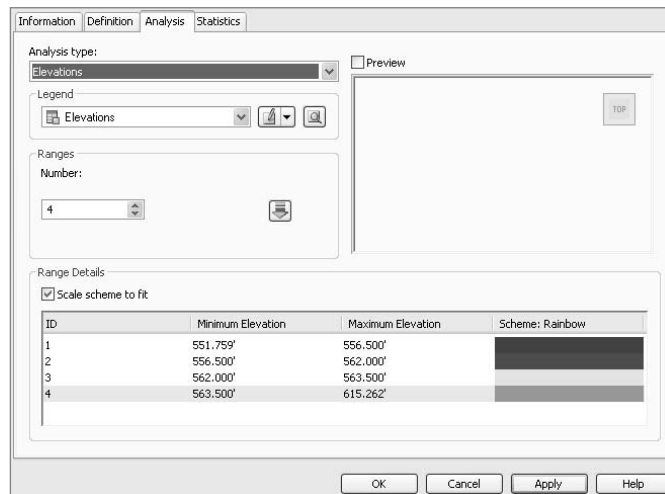 Information Definition Analysis Statistics
Analysis type:
Elevations
Preview
Legend
Elevations
TOP
Ranges
Number:
4
Range Details
Scale scheme to fit
ID Minimum Elevation Maximum Elevation Scheme: Rainbow
1 551.759' 556.500'
2 556.500' 562.000'
3 562.000' 563.500'
4 563.500' 615.262'
OK Cancel Apply Help